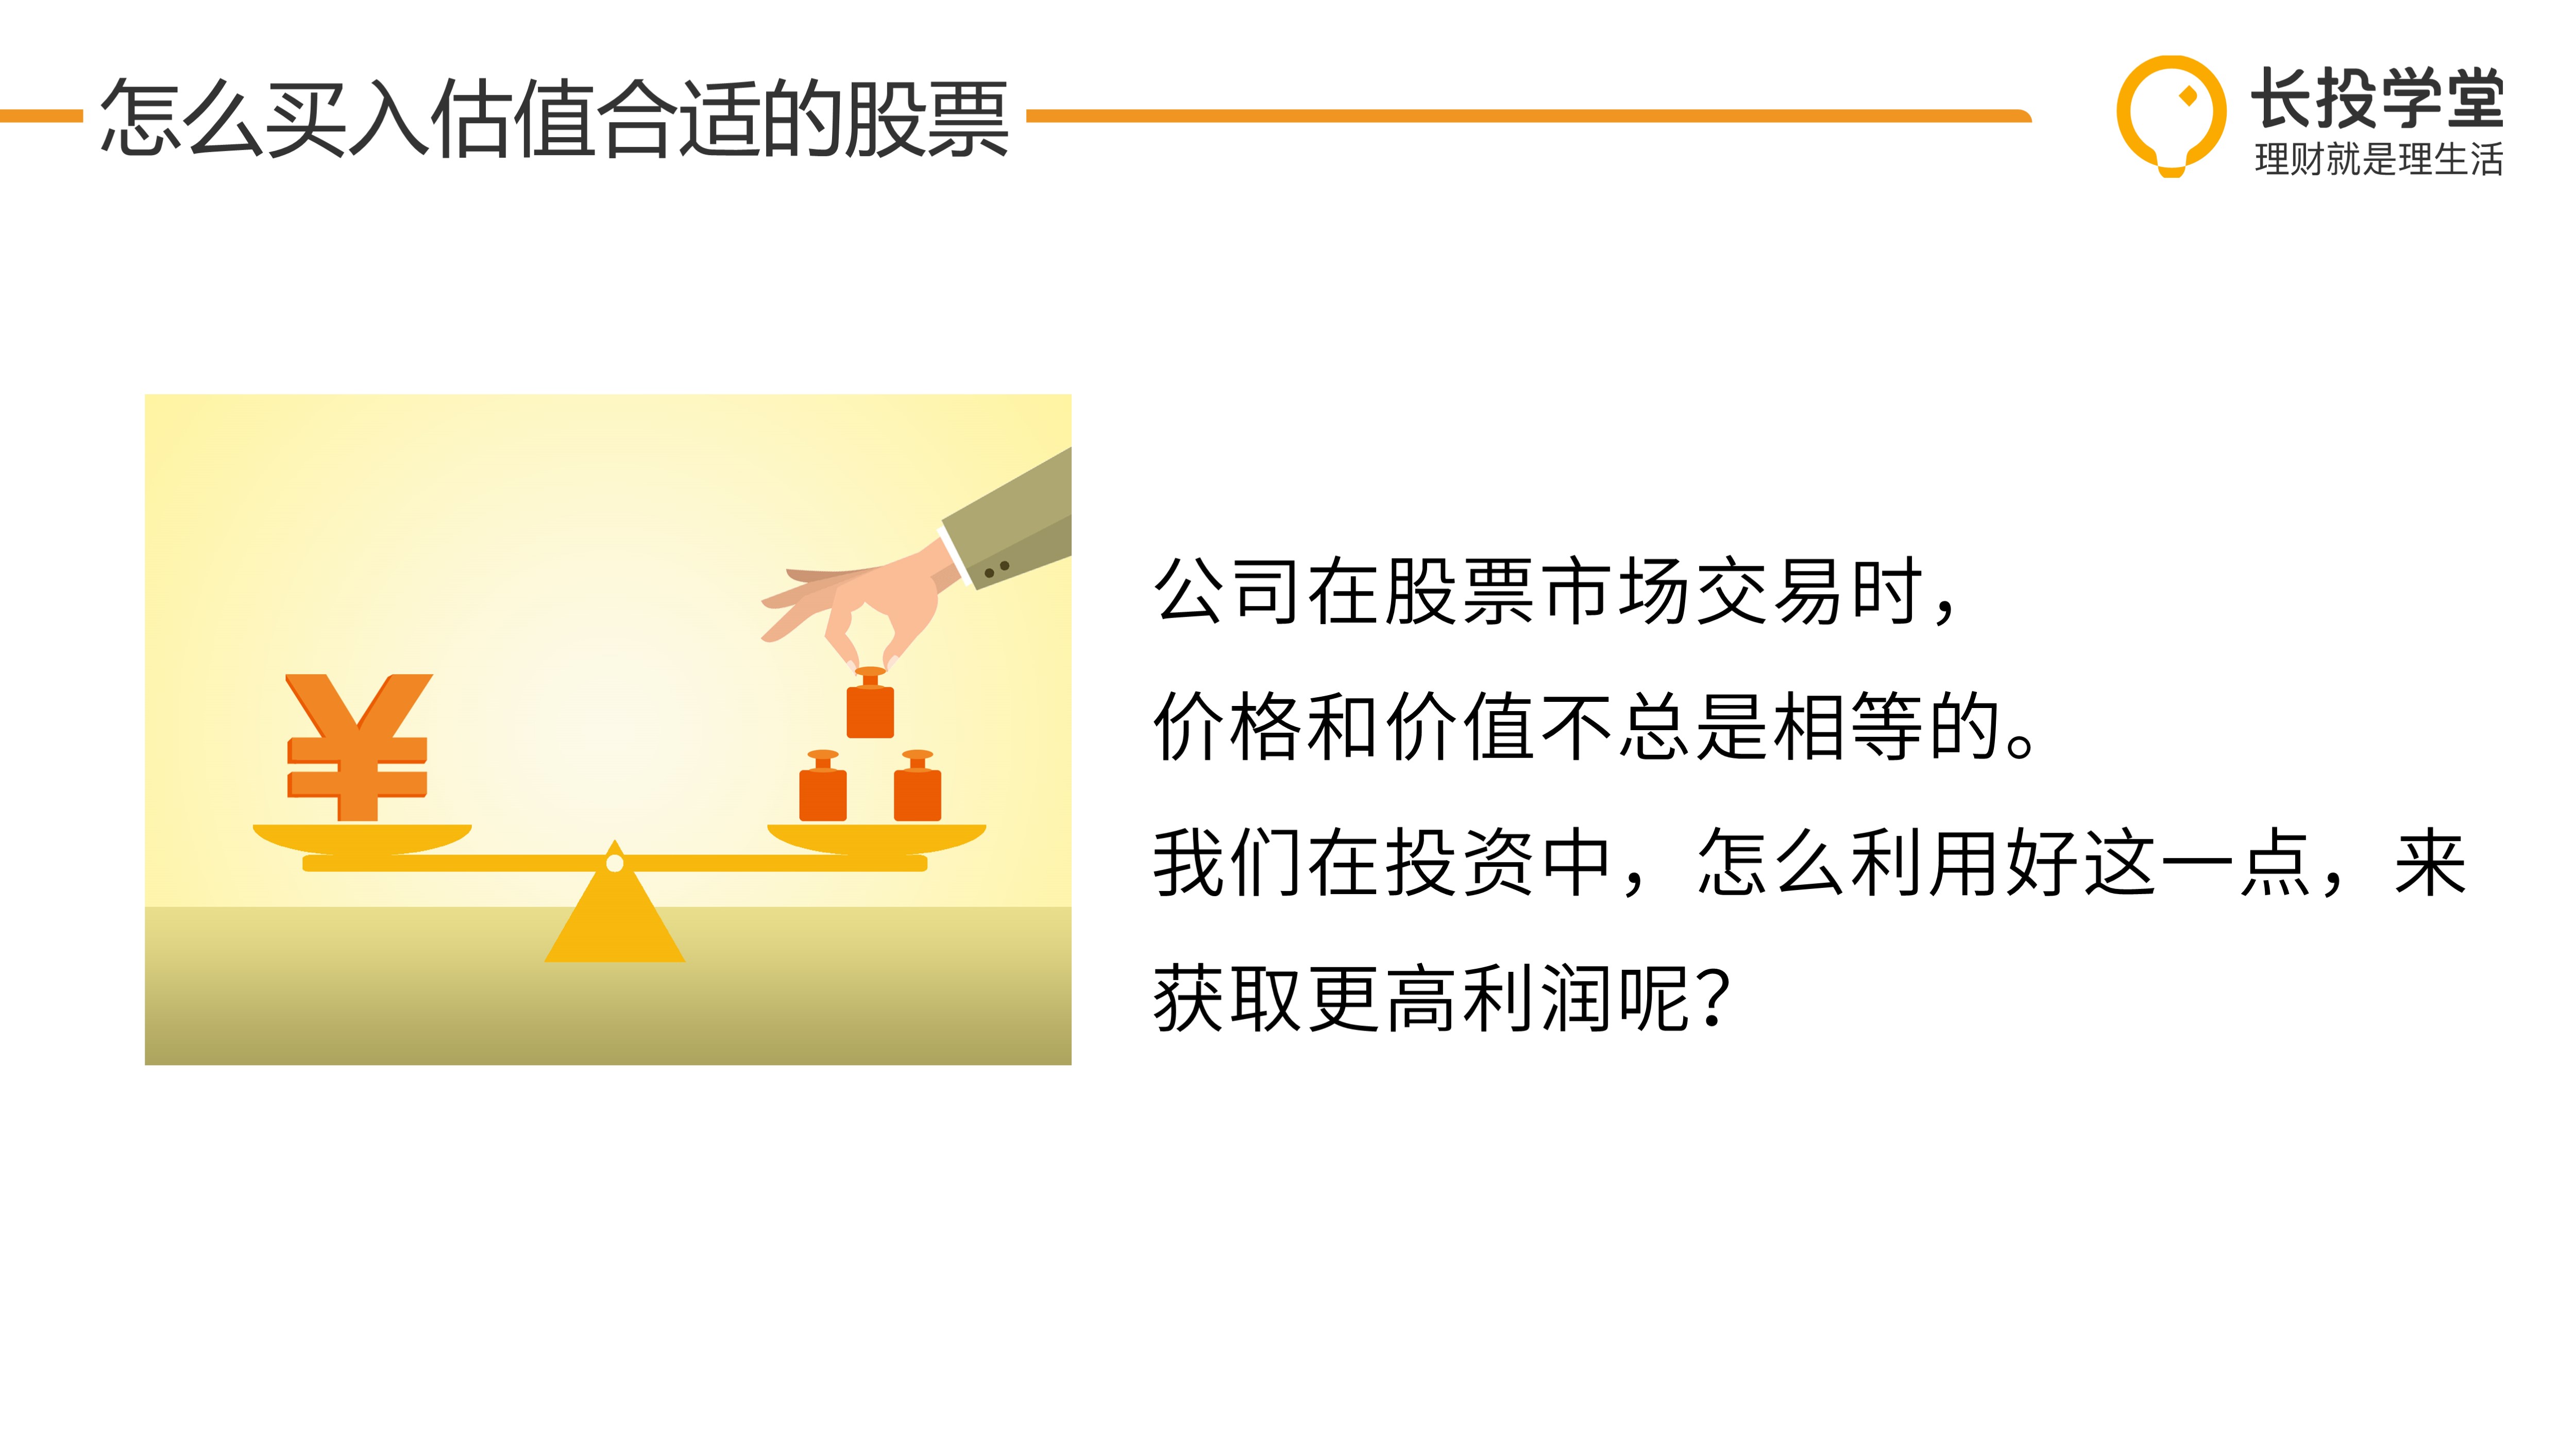 怎么买入估值合适的股票
长投学堂
理财就是理生活
¥
公司在股票市场交易时，
价格和价值不总是相等的。
我们在投资中，怎么利用好这一点，来
获取更高利润呢？